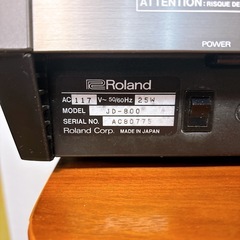 ATTENTION: RISQUE DE
POWER
Roland
AC 117 V~ 50/60Hz 25W
MODEL JD-800
SERIAL NO. AC80775
Roland Corp. MADE IN JAPAN